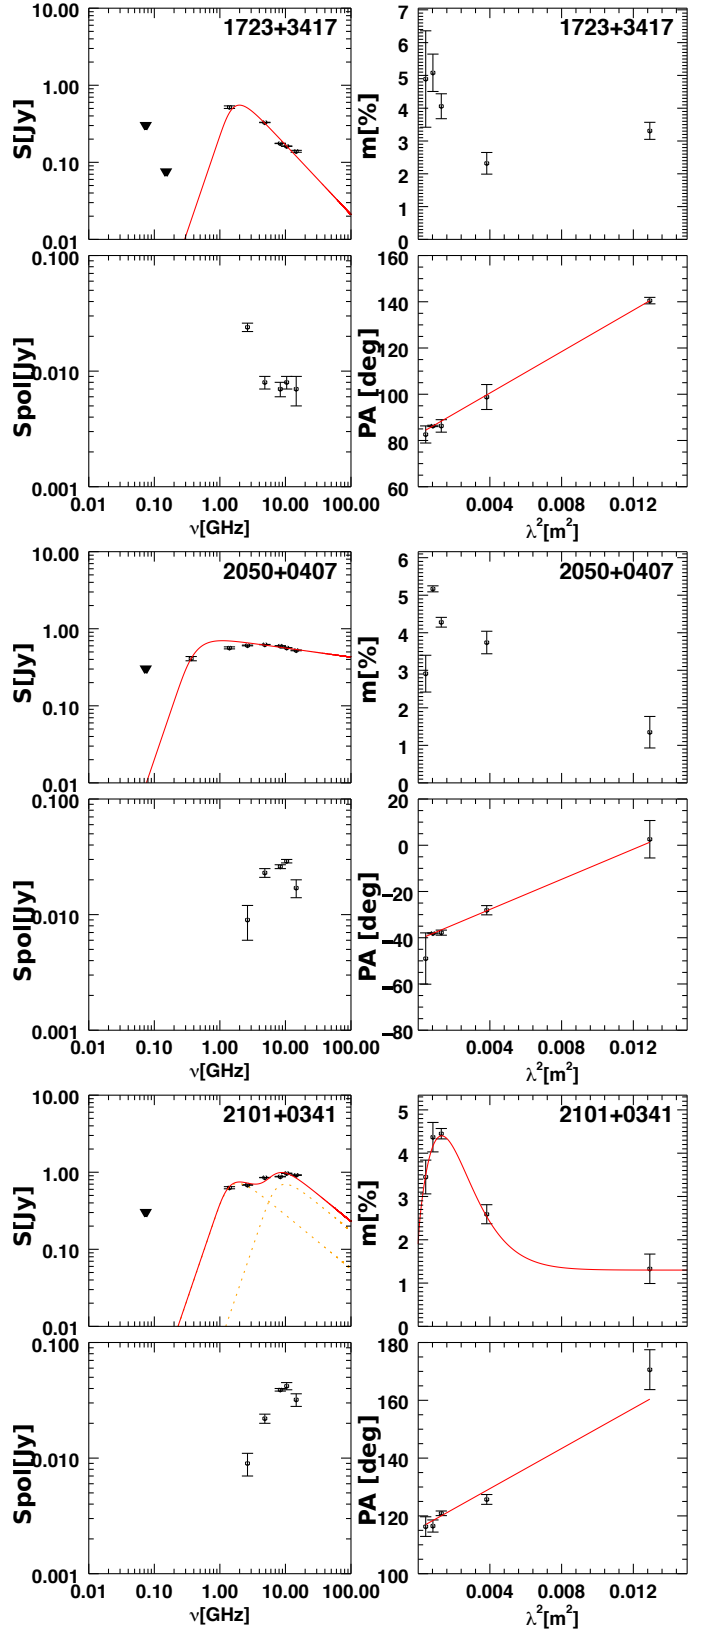 10.00
1.00
0.10
0.01
S[Jy]
1723+3417
7
6
5
4
3
2
1
0
m[%]
1723+3417
0.100
0.010
0.001
Spol[Jy]
0.01 0.10 1.00 10.00 100.00
ν[GHz]
160
140
120
100
80
60
PA [deg]
0.004 0.008 0.012
λ²[m²]
10.00
1.00
0.10
0.01
S[Jy]
2050+0407
6
5
4
3
2
1
0
m[%]
2050+0407
0.100
0.010
0.001
Spol[Jy]
0.01 0.10 1.00 10.00 100.00
ν[GHz]
20
0
−20
−40
−60
−80
PA [deg]
0.004 0.008 0.012
λ²[m²]
10.00
1.00
0.10
0.01
S[Jy]
2101+0341
5
4
3
2
1
0
m[%]
2101+0341
0.100
0.010
0.001
Spol[Jy]
0.01 0.10 1.00 10.00 100.00
ν[GHz]
180
160
140
120
100
PA [deg]
0.004 0.008 0.012
λ²[m²]